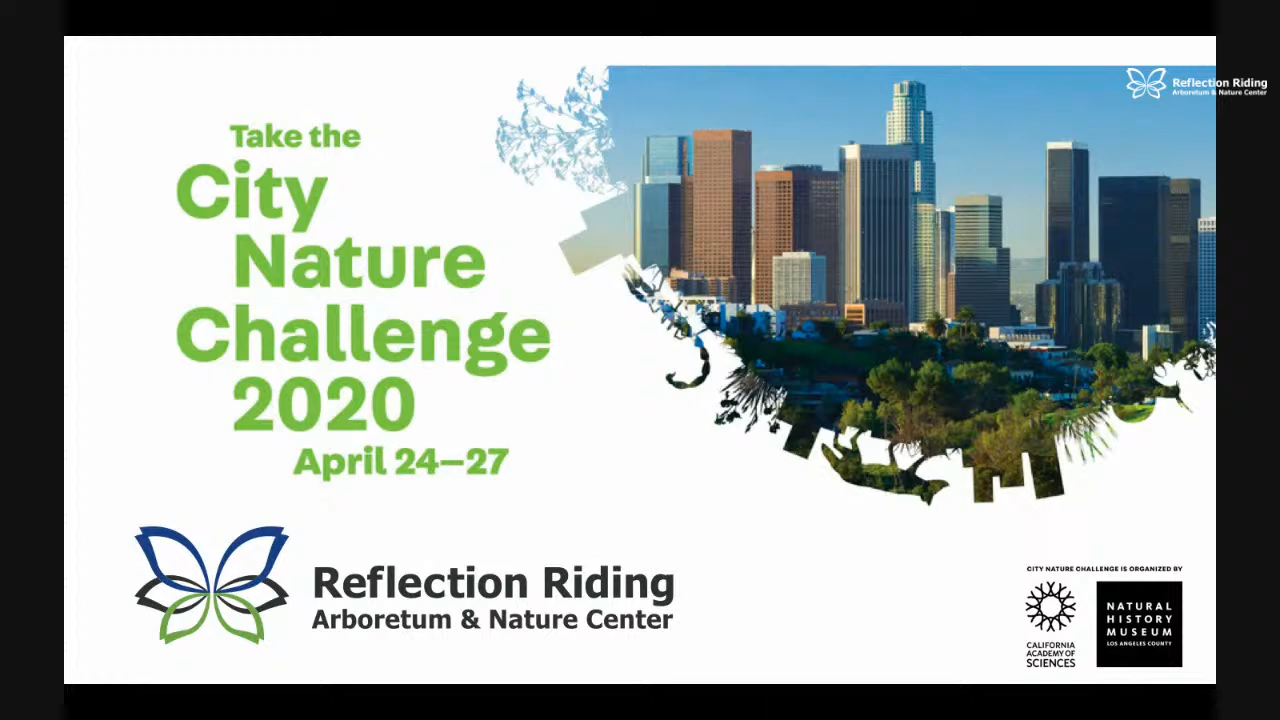 Take the
City
Nature
Challenge
2020
April 24–27
Reflection Riding
Arboretum & Nature Center
Reflection Riding
Arboretum & Nature Center
CITY NATURE CHALLENGE IS ORGANIZED BY
CALIFORNIA
ACADEMY OF
SCIENCES
NATURAL
HISTORY
MUSEUM
LOS ANGELES COUNTY